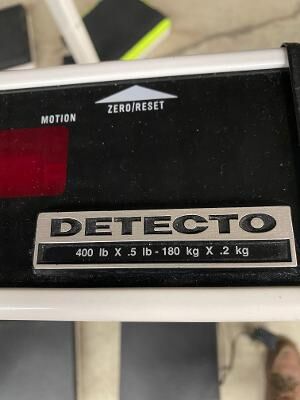 ZERO/RESET
MOTION
DETECTO
400 lb X .5 lb - 180 kg X .2 kg